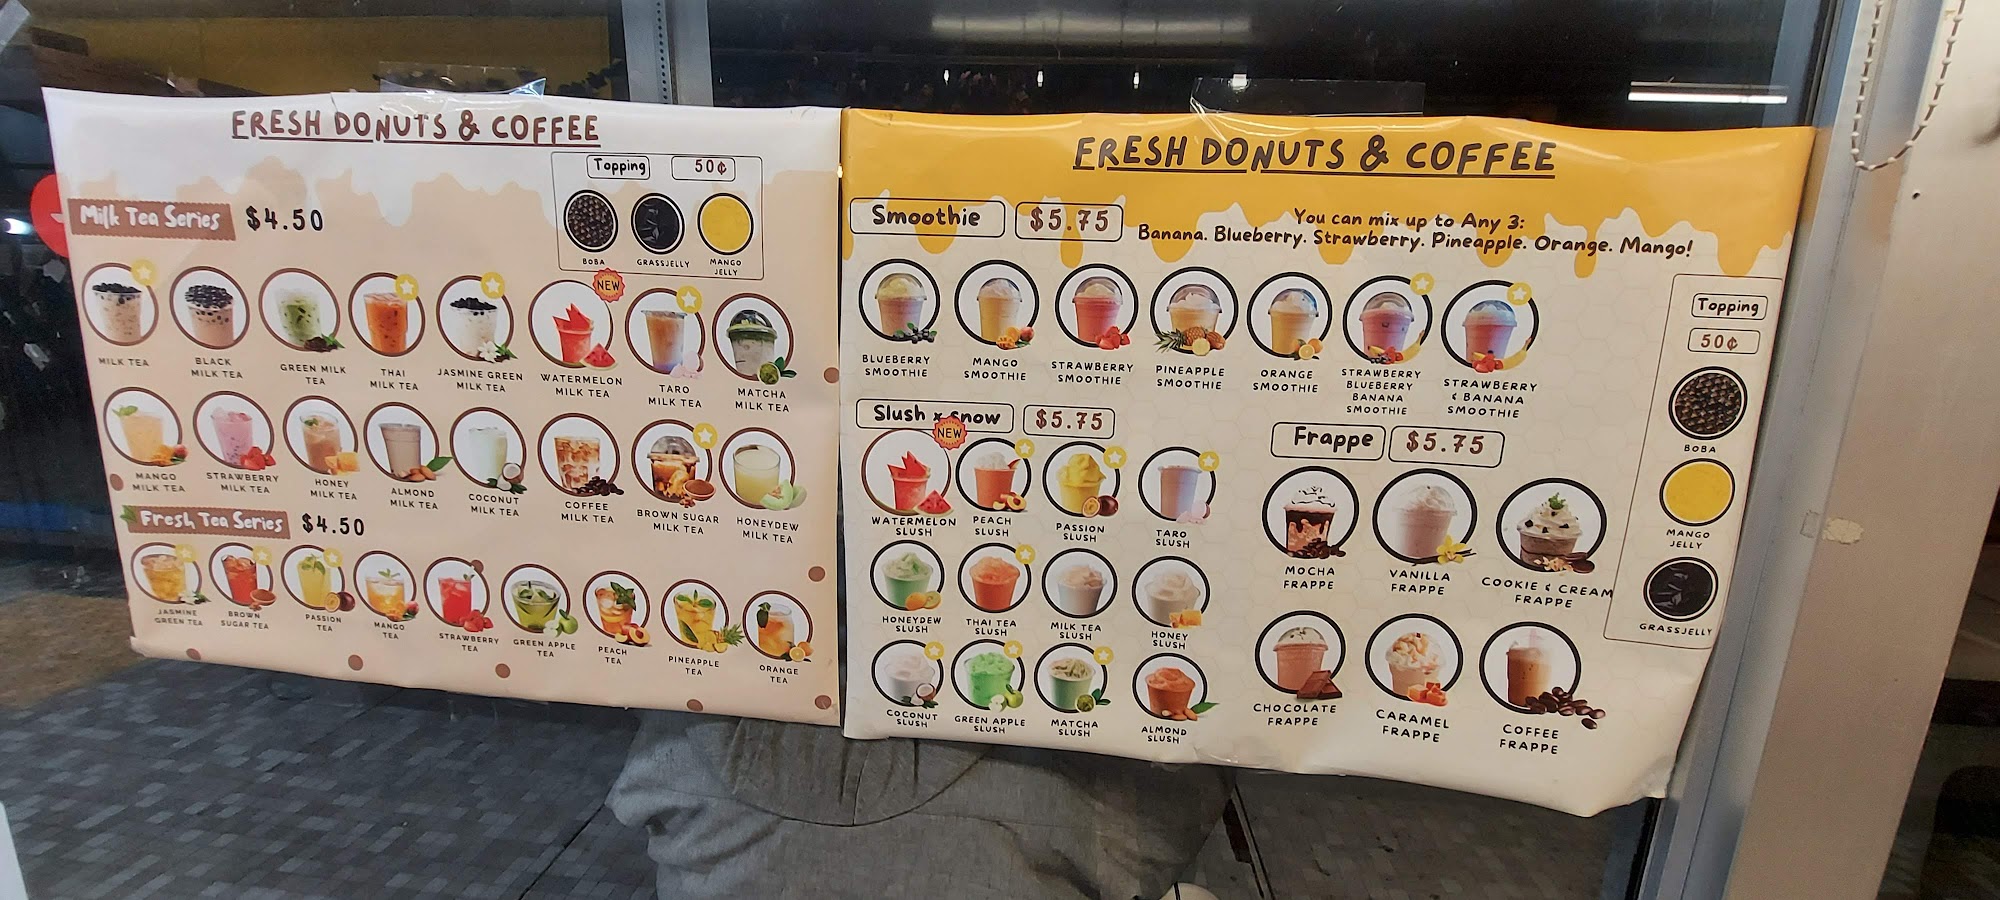 FRESH DONUTS & COFFEE
Topping 50¢
BOBA
GRASSJELLY
MANGO
JELLY
Milk Tea Series $4.50
NEW
MILK TEA
BLACK
MILK TEA
GREEN MILK
TEA
THAI
MILK TEA
JASMINE GREEN
MILK TEA
WATERMELON
MILK TEA
TARO
MILK TEA
MATCHA
MILK TEA
MANGO
MILK TEA
STRAWBERRY
MILK TEA
HONEY
MILK TEA
ALMOND
MILK TEA
COCONUT
MILK TEA
COFFEE
MILK TEA
BROWN SUGAR
MILK TEA
HONEYDEW
MILK TEA
Fresh Tea Series $4.50
JASMINE
GREEN TEA
BROWN
SUGAR TEA
PASSION
TEA
MANGO
TEA
STRAWBERRY
TEA
GREEN APPLE
TEA
PEACH
TEA
PINEAPPLE
TEA
ORANGE
TEA
FRESH DONUTS & COFFEE
Smoothie $5.75
You can mix up to Any 3:
Banana. Blueberry. Strawberry. Pineapple. Orange. Mango!
BLUEBERRY
SMOOTHIE
MANGO
SMOOTHIE
STRAWBERRY
SMOOTHIE
PINEAPPLE
SMOOTHIE
ORANGE
SMOOTHIE
STRAWBERRY
BLUEBERRY
BANANA
SMOOTHIE
STRAWBERRY
& BANANA
SMOOTHIE
Slush x snow $5.75
NEW
WATERMELON
SLUSH
PEACH
SLUSH
PASSION
SLUSH
TARO
SLUSH
HONEYDEW
SLUSH
THAI TEA
SLUSH
MILK TEA
SLUSH
HONEY
SLUSH
COCONUT
SLUSH
GREEN APPLE
SLUSH
MATCHA
SLUSH
ALMOND
SLUSH
Frappe $5.75
MOCHA
FRAPPE
VANILLA
FRAPPE
COOKIE & CREAM
FRAPPE
CHOCOLATE
FRAPPE
CARAMEL
FRAPPE
COFFEE
FRAPPE
Topping
50¢
BOBA
MANGO
JELLY
GRASSJELLY